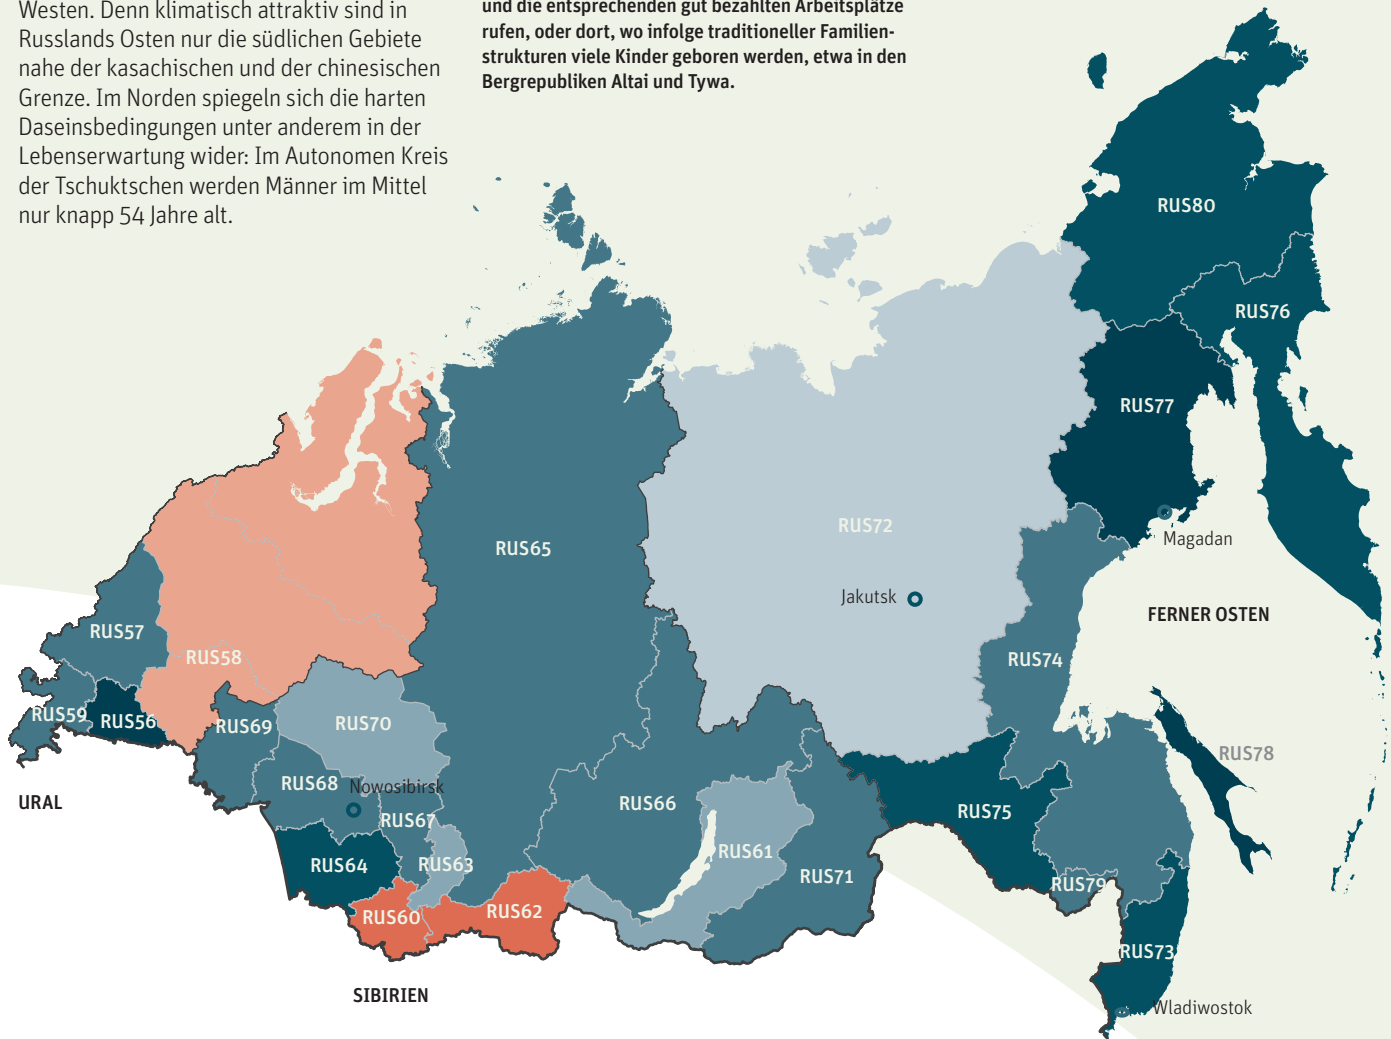 Westen. Denn klimatisch attraktiv sind in
Russlands Osten nur die südlichen Gebiete
nahe der kasachischen und der chinesischen
Grenze. Im Norden spiegeln sich die harten
Daseinsbedingungen unter anderem in der
Lebenserwartung wider: Im Autonomen Kreis
der Tschuktschen werden Männer im Mittel
nur knapp 54 Jahre alt.
und die entsprechenden gut bezahlten Arbeitsplätze
rufen, oder dort, wo infolge traditioneller Familien-
strukturen viele Kinder geboren werden, etwa in den
Bergrepubliken Altai und Tywa.
RUS80
RUS76
RUS77
RUS72
Magadan
RUS65
Jakutsk
FERNER OSTEN
RUS57
RUS58
RUS74
RUS59
RUS56
RUS69
RUS70
RUS78
RUS68
Nowosibirsk
URAL
RUS66
RUS75
RUS67
RUS64
RUS63
RUS61
RUS71
RUS79
RUS60
RUS62
RUS73
SIBIRIEN
Wladiwostok